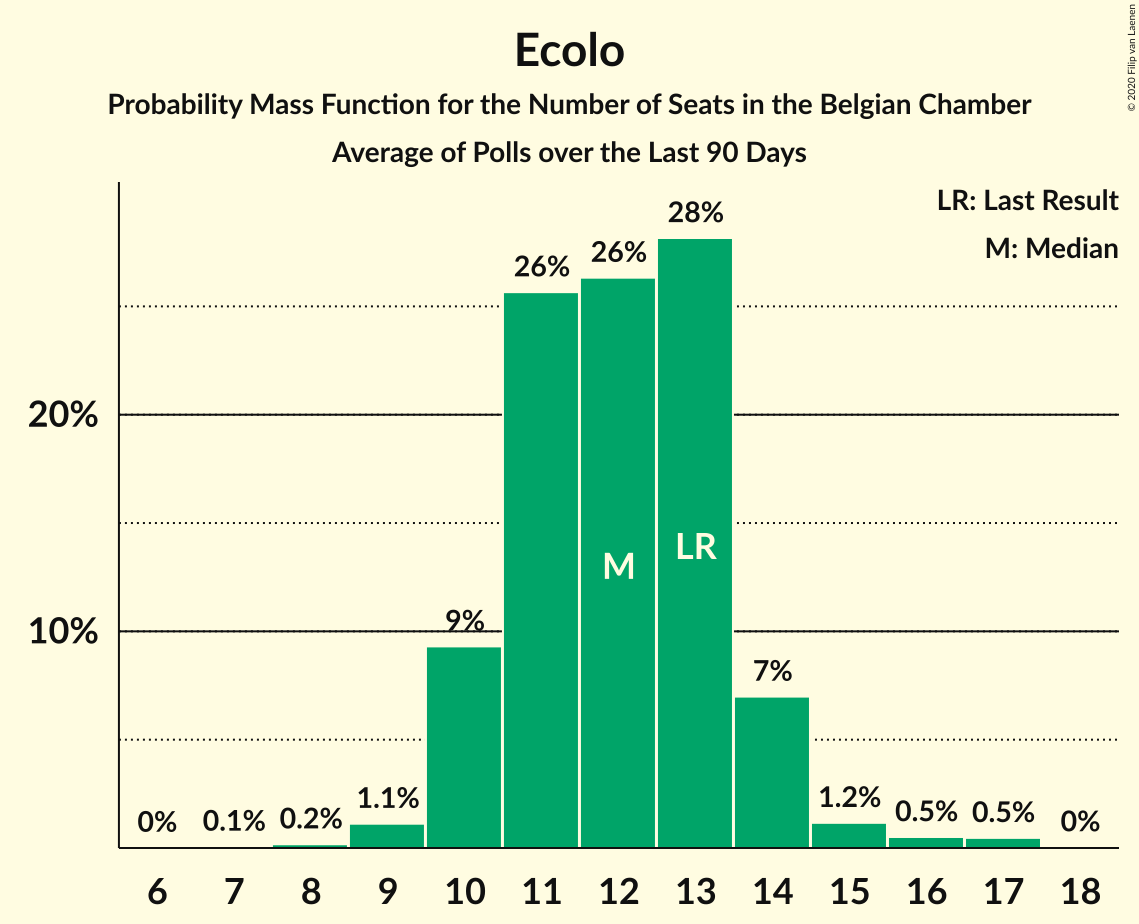 Ecolo
Probability Mass Function for the Number of Seats in the Belgian Chamber
Average of Polls over the Last 90 Days
© 2020 Filip van Laenen
LR: Last Result
M: Median
28%
26%
26%
20%
LR
M
10%
9%
7%
0%
0.1%
0.2%
1.1%
1.2%
0.5%
0.5%
0%
6 7 8 9 10 11 12 13 14 15 16 17 18